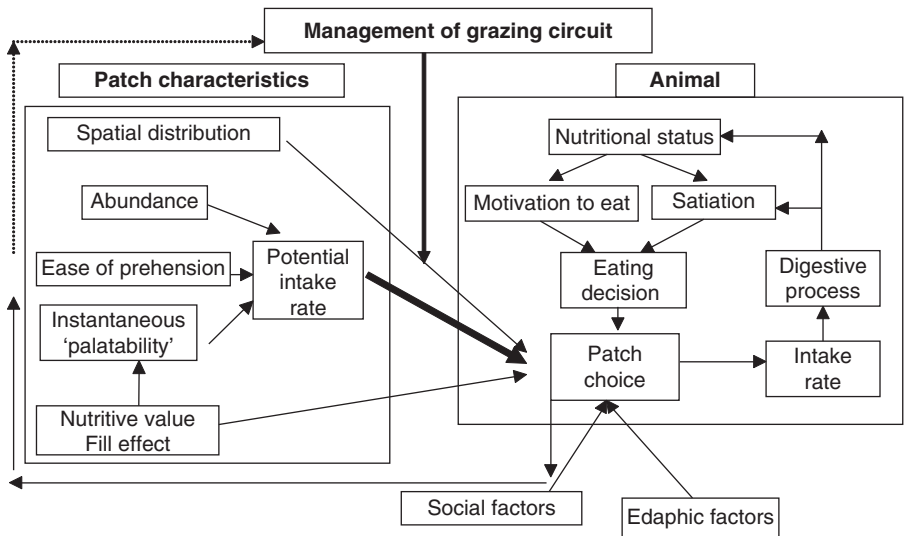 Management of grazing circuit
Patch characteristics
Animal
Spatial distribution
Abundance
Ease of prehension
Potential
intake
rate
Instantaneous
‘palatability’
Nutritive value
Fill effect
Nutritional status
Motivation to eat
Satiation
Eating
decision
Digestive
process
Patch
choice
Intake
rate
Social factors
Edaphic factors